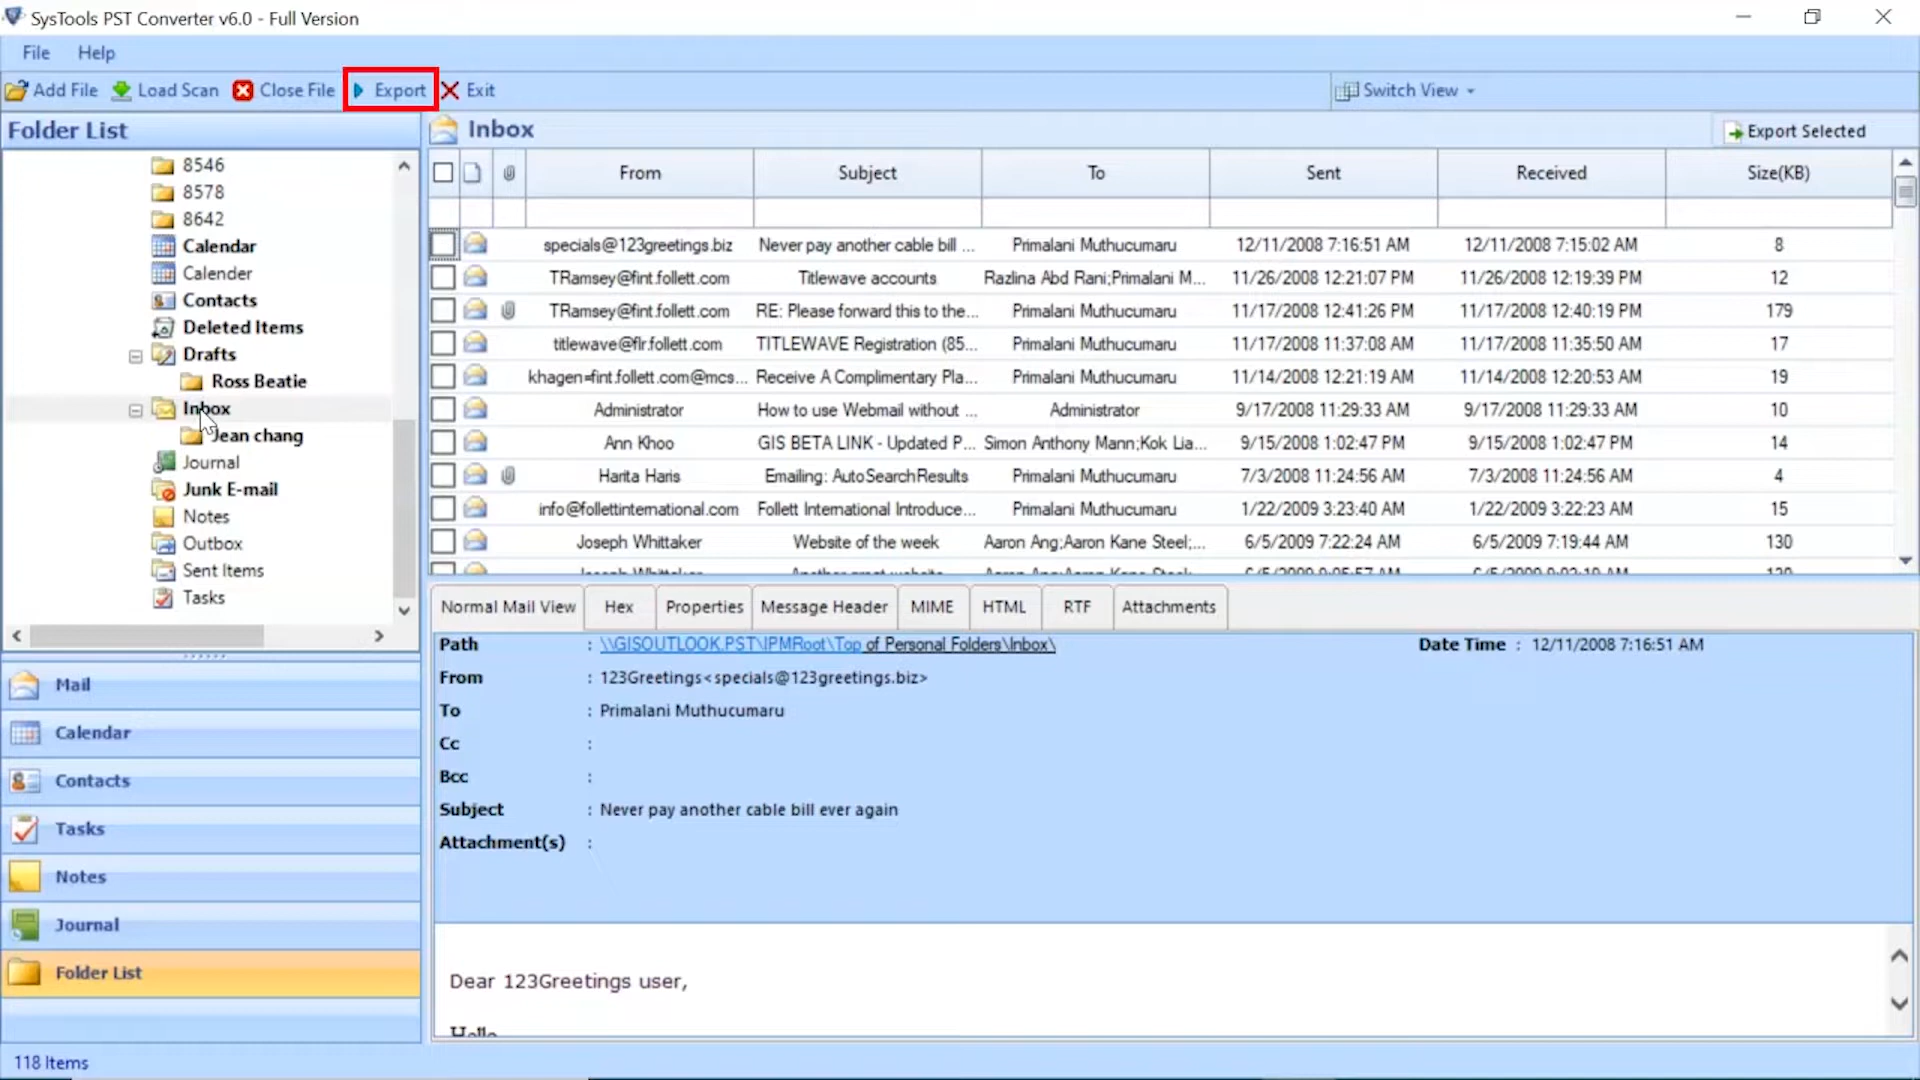 SysTools PST Converter v6.0 - Full Version
File Help
Add File Load Scan Close File Export Exit Switch View
Folder List
8546
8578
8642
Calendar
Calender
Contacts
Deleted Items
Drafts
Ross Beatie
Inbox
Jean chang
Journal
Junk E-mail
Notes
Outbox
Sent Items
Tasks
Mail
Calendar
Contacts
Tasks
Notes
Journal
Folder List
118 Items
Inbox Export Selected
From Subject To Sent Received Size(KB)
specials@123greetings.biz Never pay another cable bill ... Primalani Muthucumaru 12/11/2008 7:16:51 AM 12/11/2008 7:15:02 AM 8
TRamsey@fint.follett.com Titlewave accounts Razlina Abd Rani;Primalani M... 11/26/2008 12:21:07 PM 11/26/2008 12:19:39 PM 12
TRamsey@fint.follett.com RE: Please forward this to the... Primalani Muthucumaru 11/17/2008 12:41:26 PM 11/17/2008 12:40:19 PM 179
titlewave@flr.follett.com TITLEWAVE Registration (85... Primalani Muthucumaru 11/17/2008 11:37:08 AM 11/17/2008 11:35:50 AM 17
khagen=fint.follett.com@mcs... Receive A Complimentary Pla... Primalani Muthucumaru 11/14/2008 12:21:19 AM 11/14/2008 12:20:53 AM 19
Administrator How to use Webmail without ... Administrator 9/17/2008 11:29:33 AM 9/17/2008 11:29:33 AM 10
Ann Khoo GIS BETA LINK - Updated P... Simon Anthony Mann;Kok Lia... 9/15/2008 1:02:47 PM 9/15/2008 1:02:47 PM 14
Harita Haris Emailing: AutoSearchResults Primalani Muthucumaru 7/3/2008 11:24:56 AM 7/3/2008 11:24:56 AM 4
info@follettinternational.com Follett International Introduce... Primalani Muthucumaru 1/22/2009 3:23:40 AM 1/22/2009 3:22:23 AM 15
Joseph Whittaker Website of the week Aaron Ang;Aaron Kane Steel;... 6/5/2009 7:22:24 AM 6/5/2009 7:19:44 AM 130
Normal Mail View Hex Properties Message Header MIME HTML RTF Attachments
Path : \\GISOUTLOOK.PST\IPMRoot\Top of Personal Folders\Inbox\ Date Time : 12/11/2008 7:16:51 AM
From : 123Greetings<specials@123greetings.biz>
To : Primalani Muthucumaru
Cc :
Bcc :
Subject : Never pay another cable bill ever again
Attachment(s) :
Dear 123Greetings user,
Hello